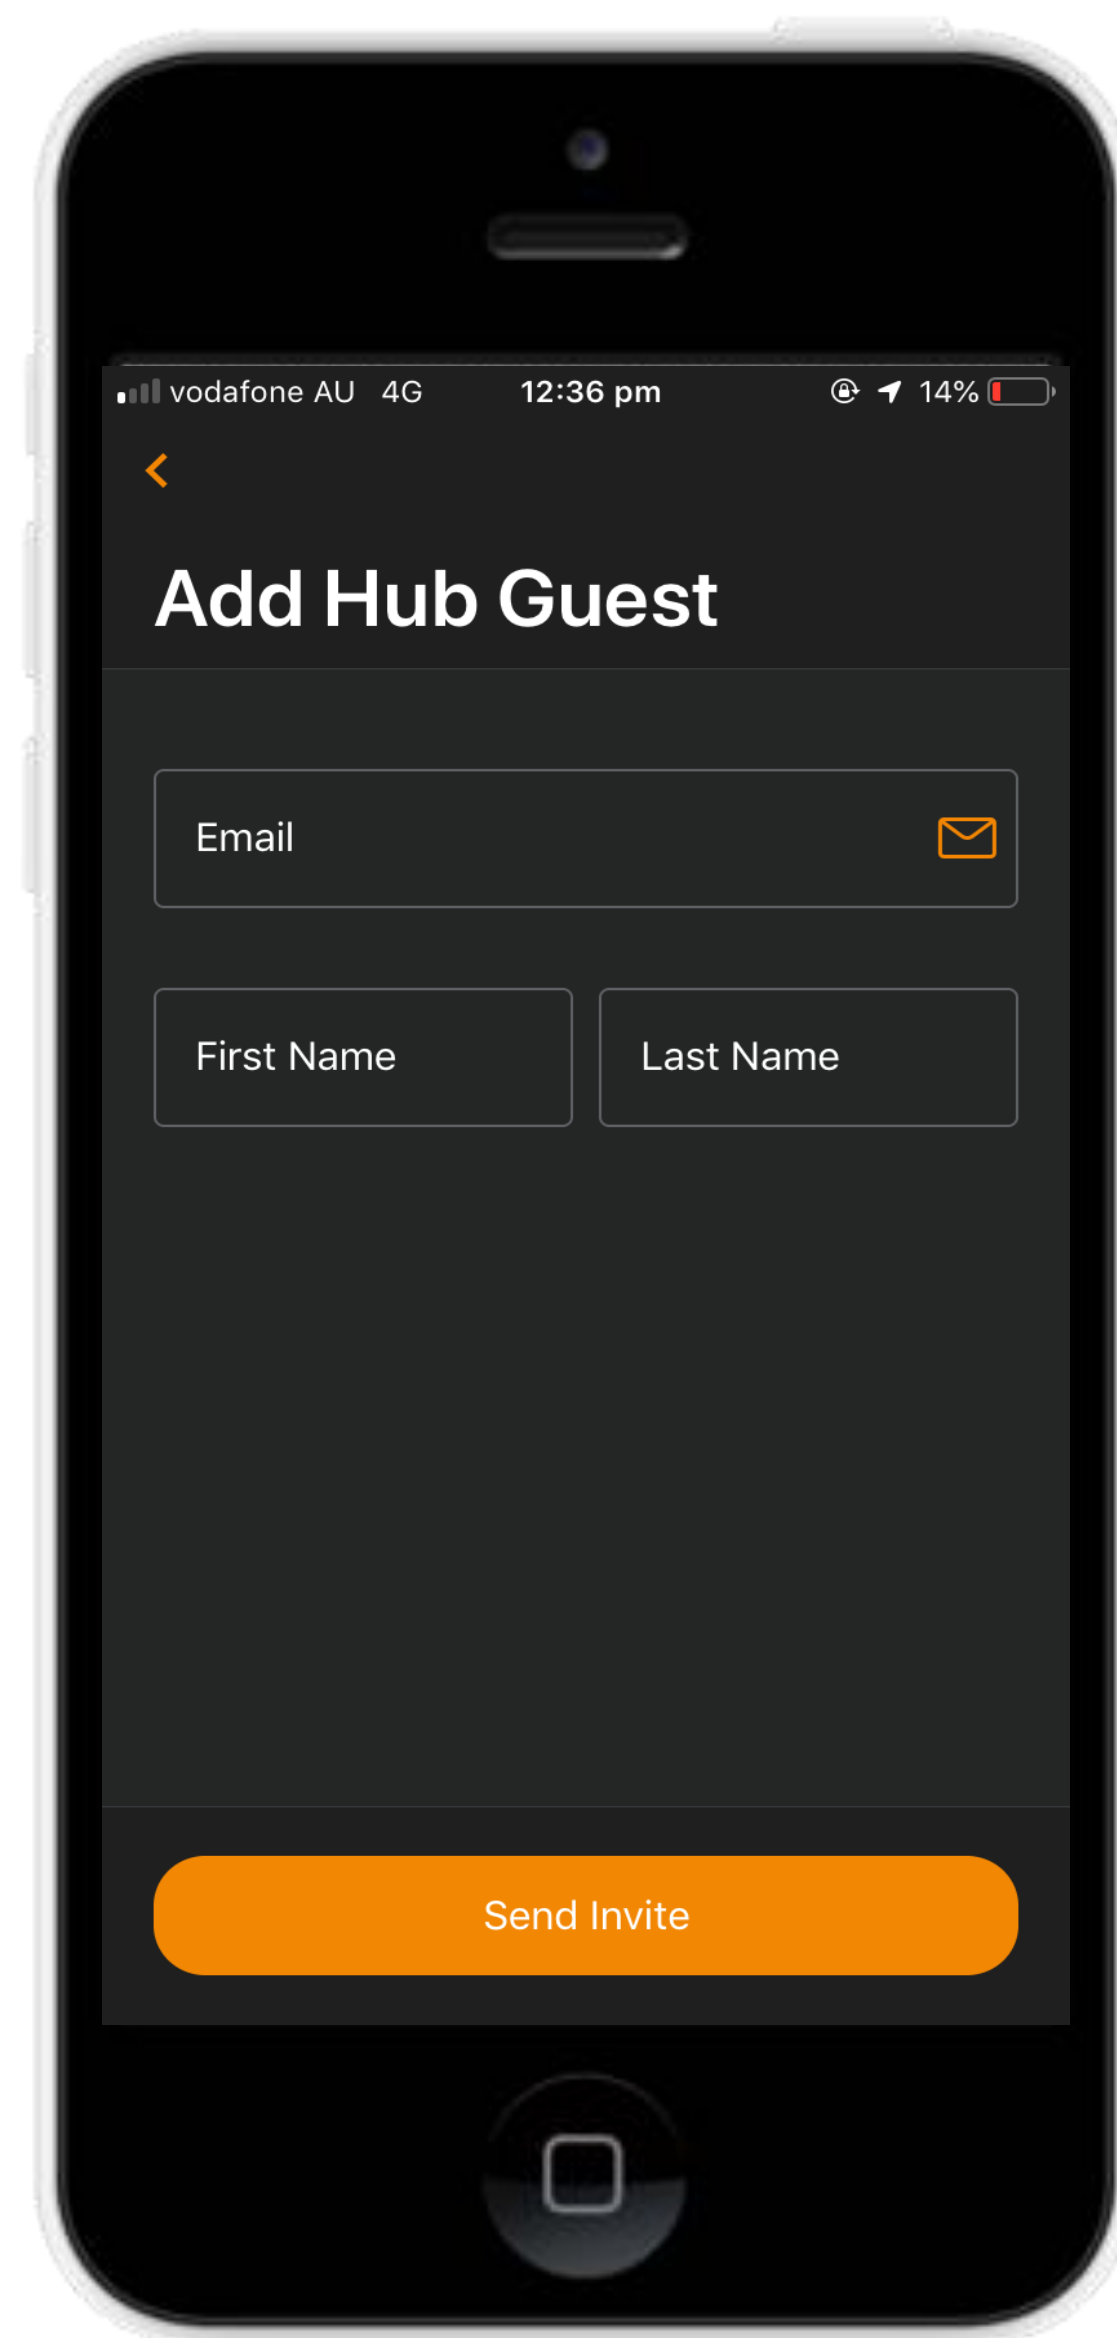 vodafone AU 4G 12:36 pm 14%
Add Hub Guest
Email
First Name Last Name
Send Invite